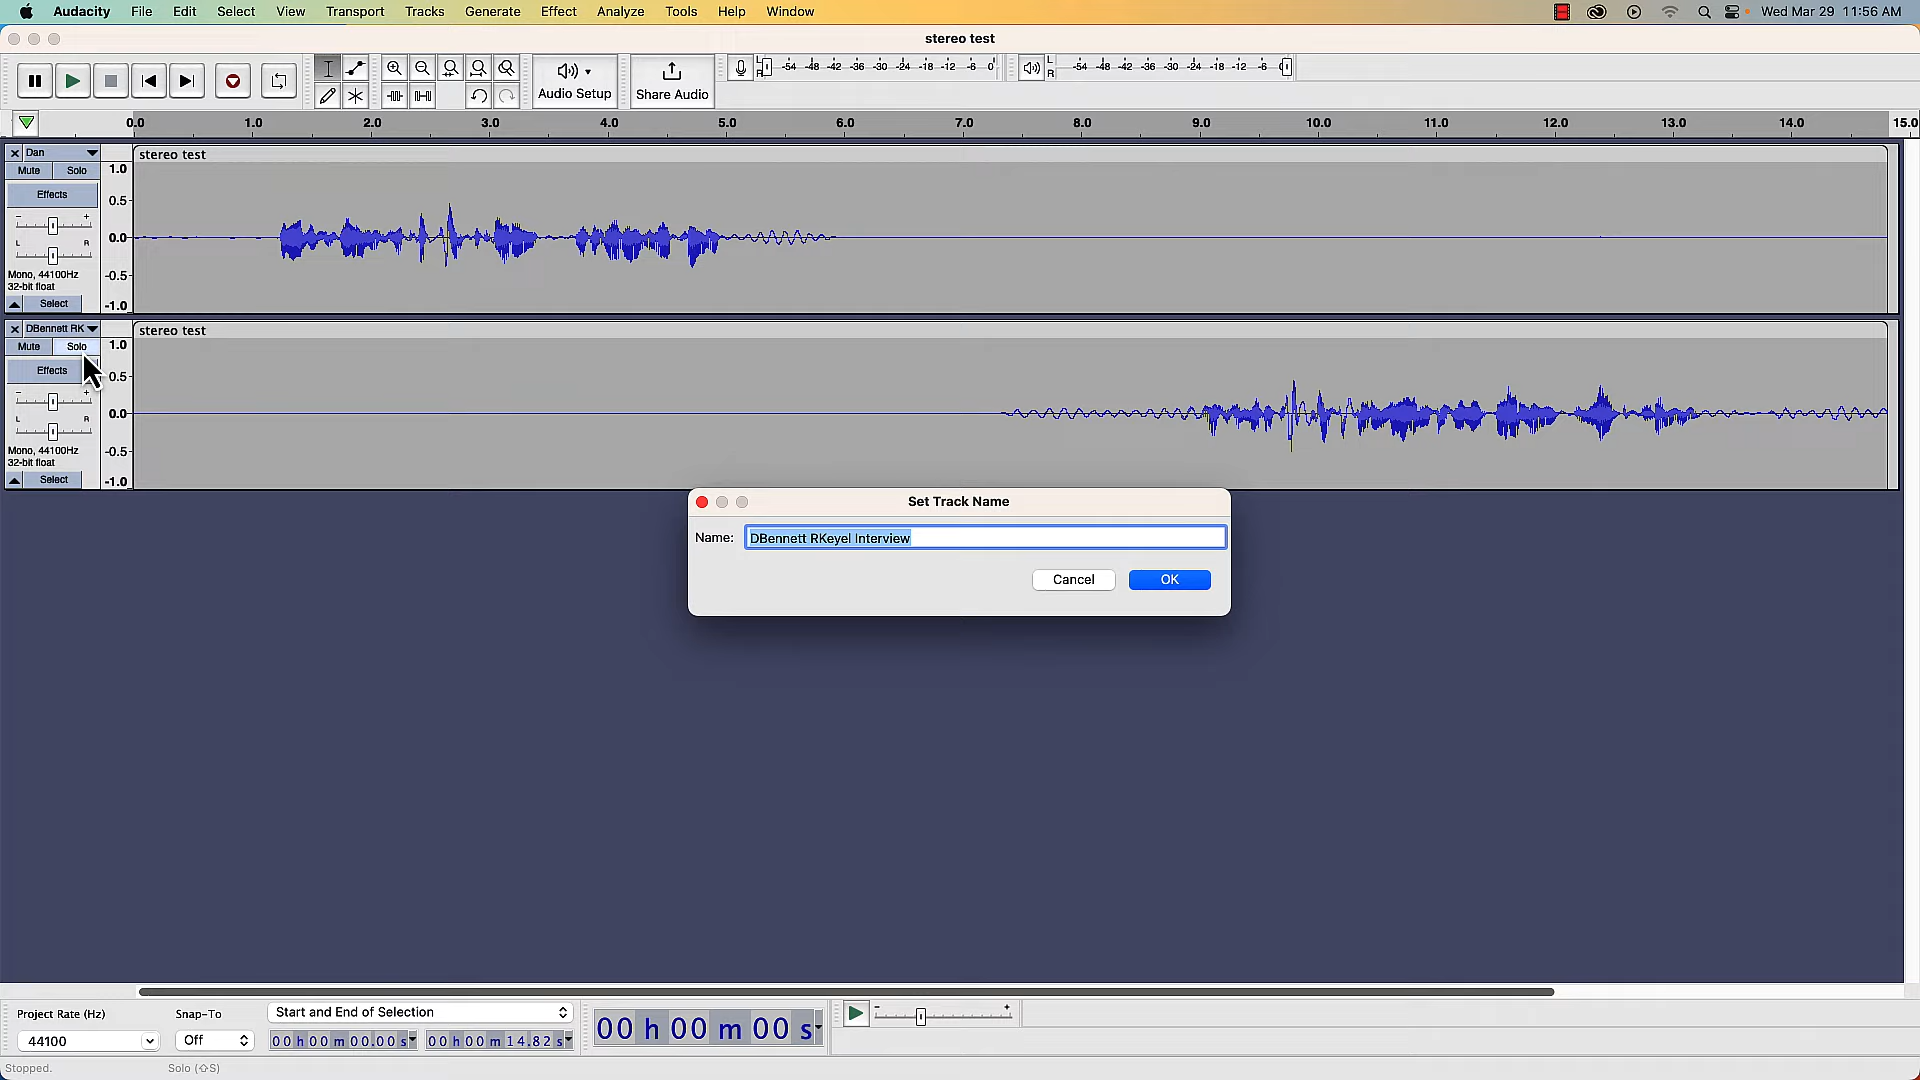 Audacity File Edit Select View Transport Tracks Generate Effect Analyze Tools Help Window Wed Mar 29 11:56 AM
stereo test
Audio Setup
Share Audio
L
R
-54 -48 -42 -36 -30 -24 -18 -12 -6 0
L
R
-54 -48 -42 -36 -30 -24 -18 -12 -6
0.0 1.0 2.0 3.0 4.0 5.0 6.0 7.0 8.0 9.0 10.0 11.0 12.0 13.0 14.0 15.0
Dan
stereo test
Mute Solo
Effects
- +
L R
Mono, 44100Hz
32-bit float
Select
1.0
0.5
0.0
-0.5
-1.0
DBennett RK
stereo test
Mute Solo
Effects
- +
L R
Mono, 44100Hz
32-bit float
Select
1.0
0.5
0.0
-0.5
-1.0
Set Track Name
Name: DBennett RKeyel Interview
Cancel OK
Project Rate (Hz)
44100
Snap-To
Off
Start and End of Selection
00 h 00 m 00.00 s
00 h 00 m 14.82 s
00 h 00 m 00 s
- +
Stopped.
Solo (⇧S)